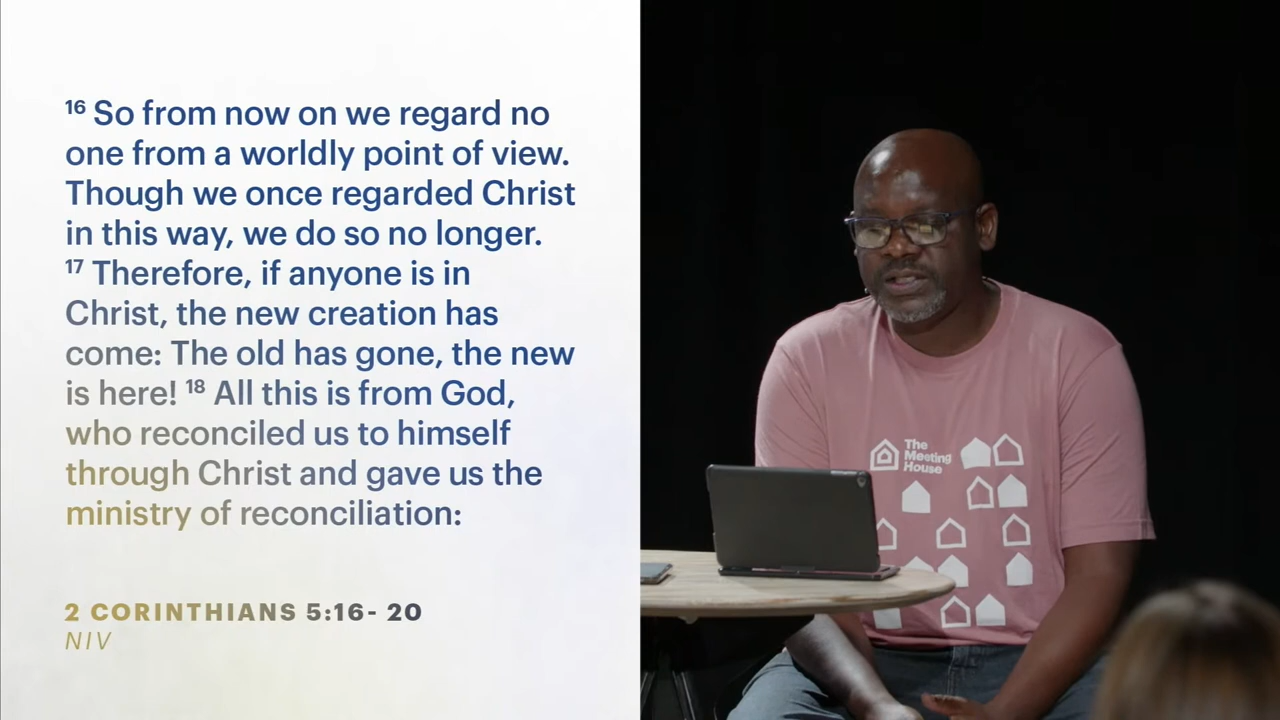 16 So from now on we regard no
one from a worldly point of view.
Though we once regarded Christ
in this way, we do so no longer.
17 Therefore, if anyone is in
Christ, the new creation has
come: The old has gone, the new
is here! 18 All this is from God,
who reconciled us to himself
through Christ and gave us the
ministry of reconciliation:
2 CORINTHIANS 5:16- 20
NIV
The
Meeting
House